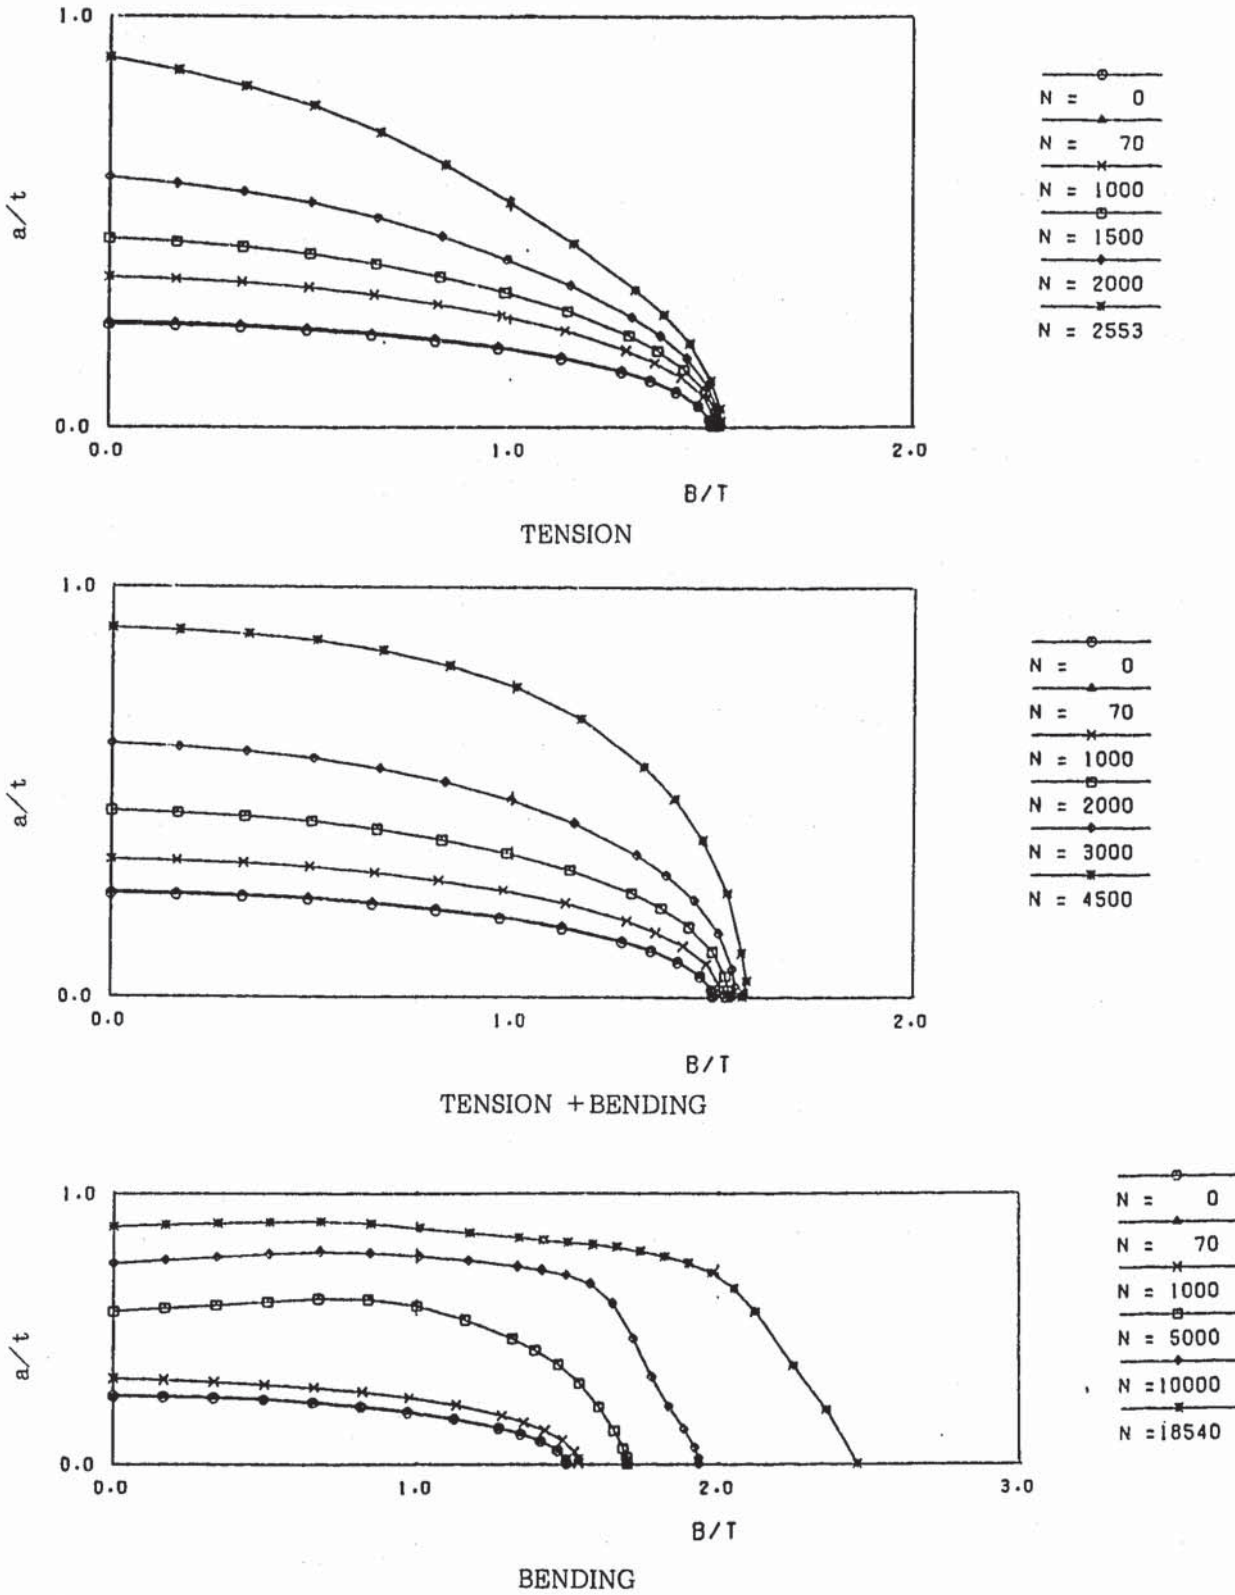 1.0
a/t
0.0
0.0 1.0 2.0
B/T
TENSION
N = 0
N = 70
N = 1000
N = 1500
N = 2000
N = 2553
1.0
a/t
0.0
0.0 1.0 2.0
B/T
TENSION +BENDING
N = 0
N = 70
N = 1000
N = 2000
N = 3000
N = 4500
1.0
a/t
0.0
0.0 1.0 2.0 3.0
B/T
BENDING
N = 0
N = 70
N = 1000
N = 5000
N =10000
N =18540